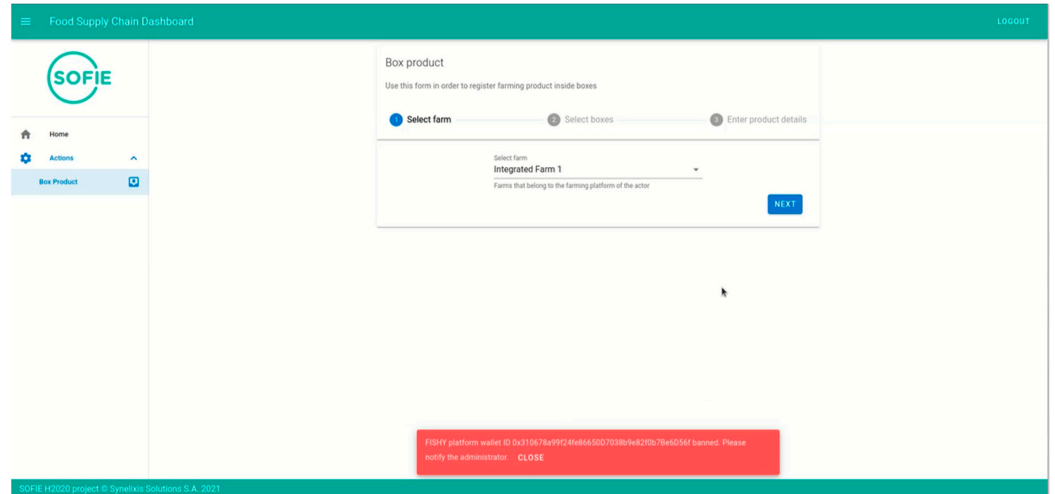 Food Supply Chain Dashboard
LOGOUT
SOFIE
Home
Actions
Box Product
Box product
Use this form in order to register farming product inside boxes
1 Select farm
2 Select boxes
3 Enter product details
Select farm
Integrated Farm 1
Farms that belong to the farming platform of the actor
NEXT
FISHY platform wallet ID 0x310678a99f24fe86650D7038b9e82f0b7Be6D56f banned. Please
notify the administrator. CLOSE
SOFIE H2020 project © Synelixis Solutions S.A. 2021